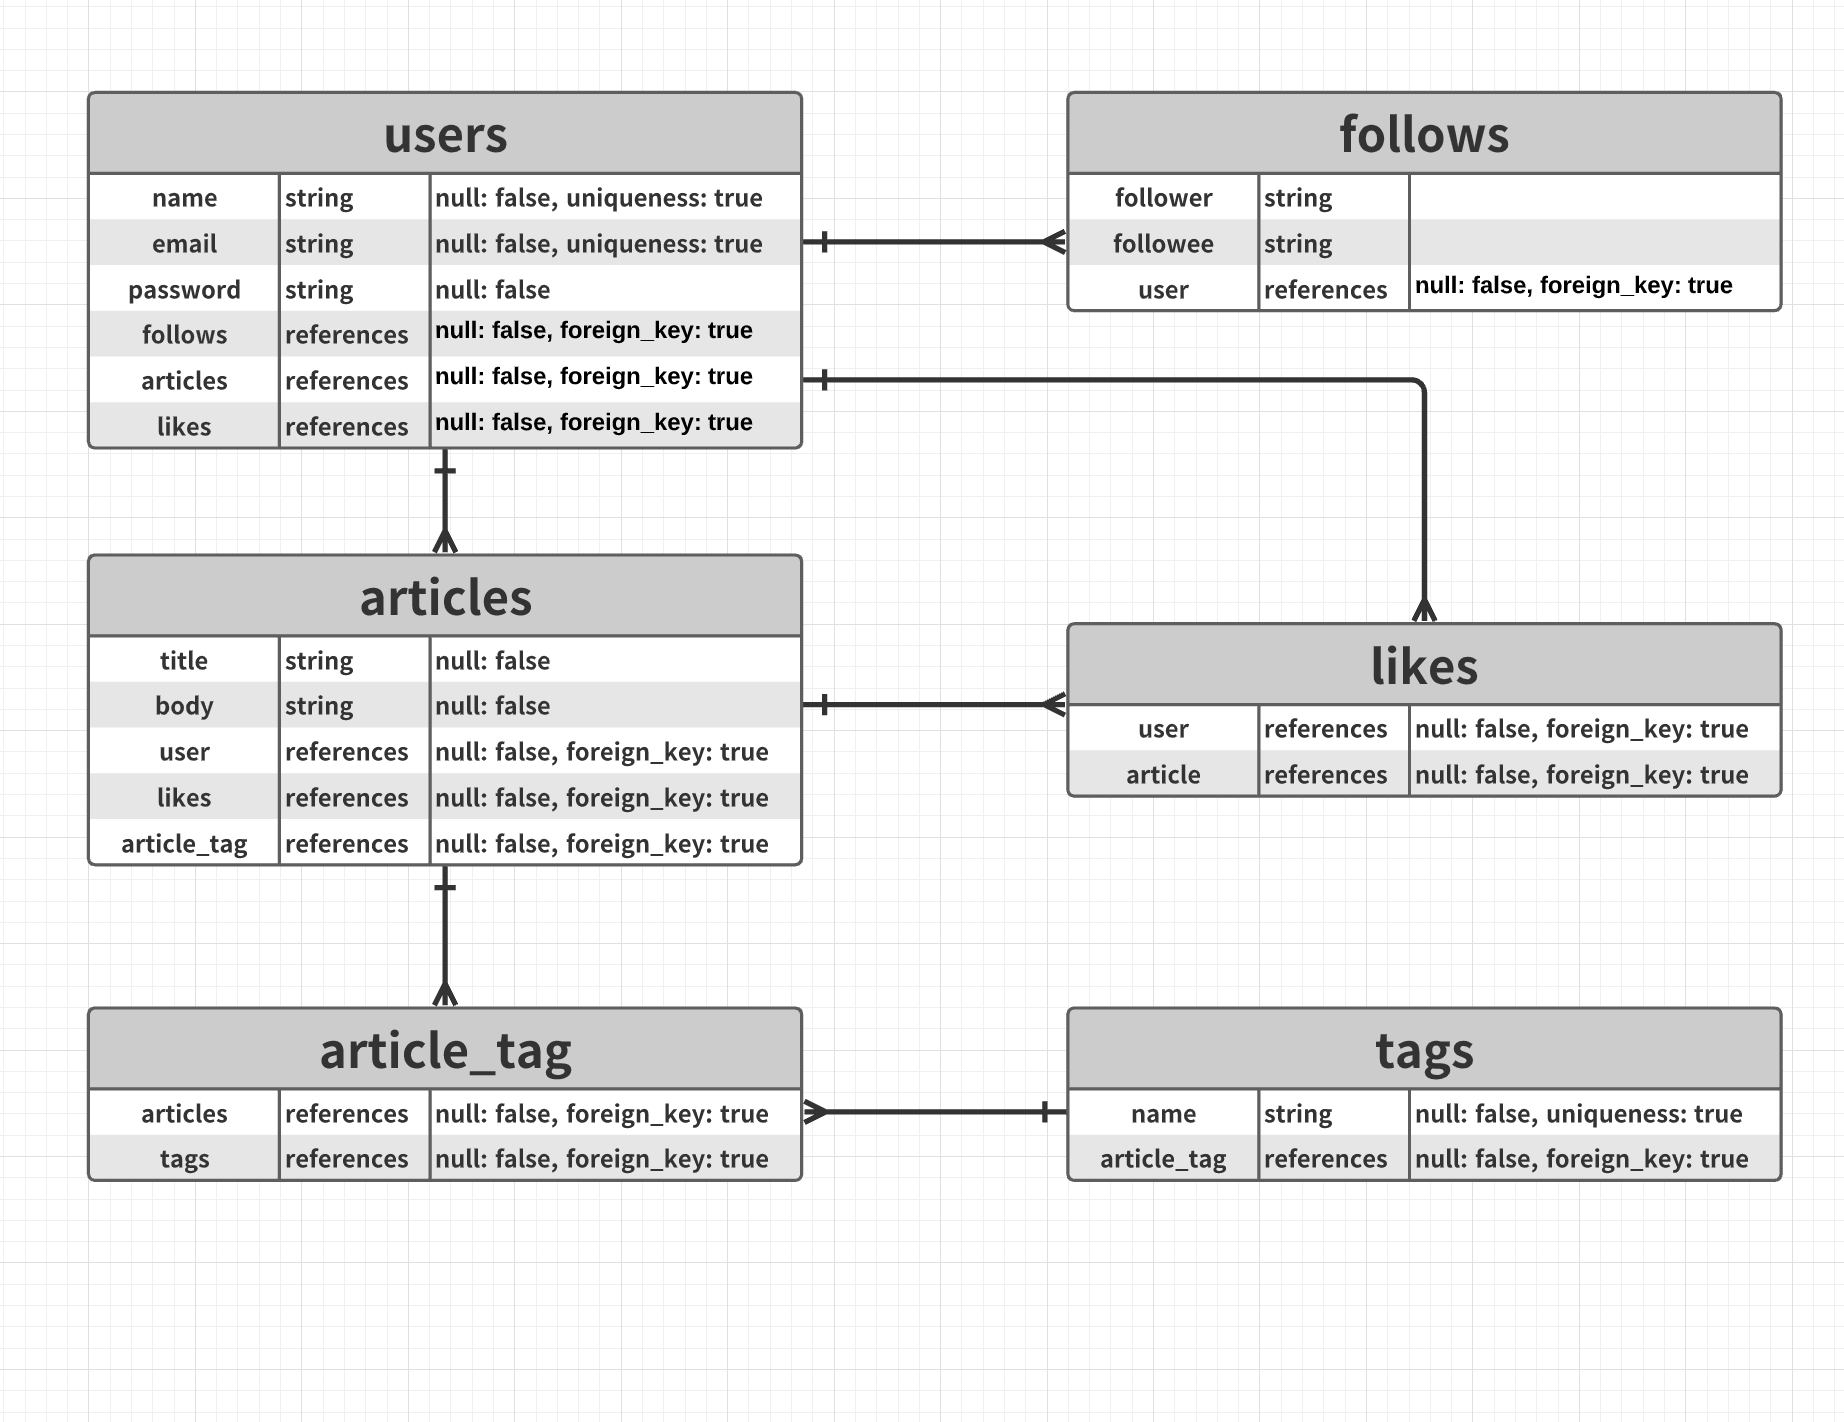 users
name string null: false, uniqueness: true
email string null: false, uniqueness: true
password string null: false
follows references null: false, foreign_key: true
articles references null: false, foreign_key: true
likes references null: false, foreign_key: true
follows
follower string
followee string
user references null: false, foreign_key: true
articles
title string null: false
body string null: false
user references null: false, foreign_key: true
likes references null: false, foreign_key: true
article_tag references null: false, foreign_key: true
likes
user references null: false, foreign_key: true
article references null: false, foreign_key: true
article_tag
articles references null: false, foreign_key: true
tags references null: false, foreign_key: true
tags
name string null: false, uniqueness: true
article_tag references null: false, foreign_key: true